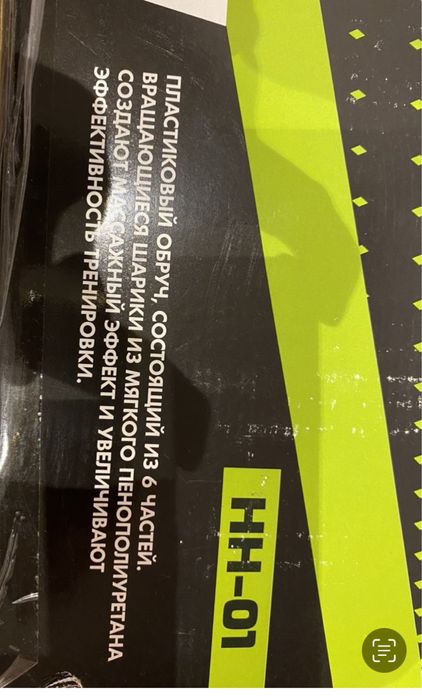 ПЛАСТИКОВЫЙ ОБРУЧ, СОСТОЯЩИЙ ИЗ 6 ЧАСТЕЙ.
ВРАЩАЮЩИЕСЯ ШАРИКИ ИЗ МЯГКОГО ПЕНОПОЛИУРЕТАНА
СОЗДАЮТ МАССАЖНЫЙ ЭФФЕКТ И УВЕЛИЧИВАЮТ
ЭФФЕКТИВНОСТЬ ТРЕНИРОВКИ.
HH-01